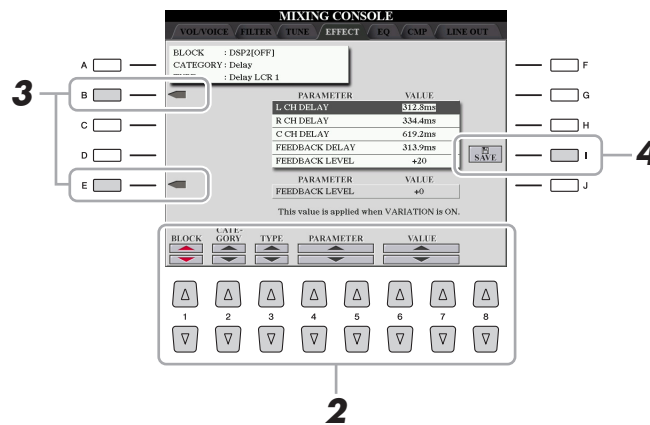 MIXING CONSOLE
VOL/VOICE FILTER TUNE EFFECT EQ CMP LINE OUT
BLOCK : DSP2[OFF]
CATEGORY : Delay
: Delay LCR 1
A
B
C
D
E
F
G
H
I
J
3
4
PARAMETER VALUE
L CH DELAY 312.8ms
R CH DELAY 334.4ms
C CH DELAY 619.2ms
FEEDBACK DELAY 313.9ms
FEEDBACK LEVEL +20
SAVE
PARAMETER VALUE
FEEDBACK LEVEL +0
This value is applied when VARIATION is ON.
BLOCK CATE-GORY TYPE PARAMETER VALUE
1 2 3 4 5 6 7 8
2